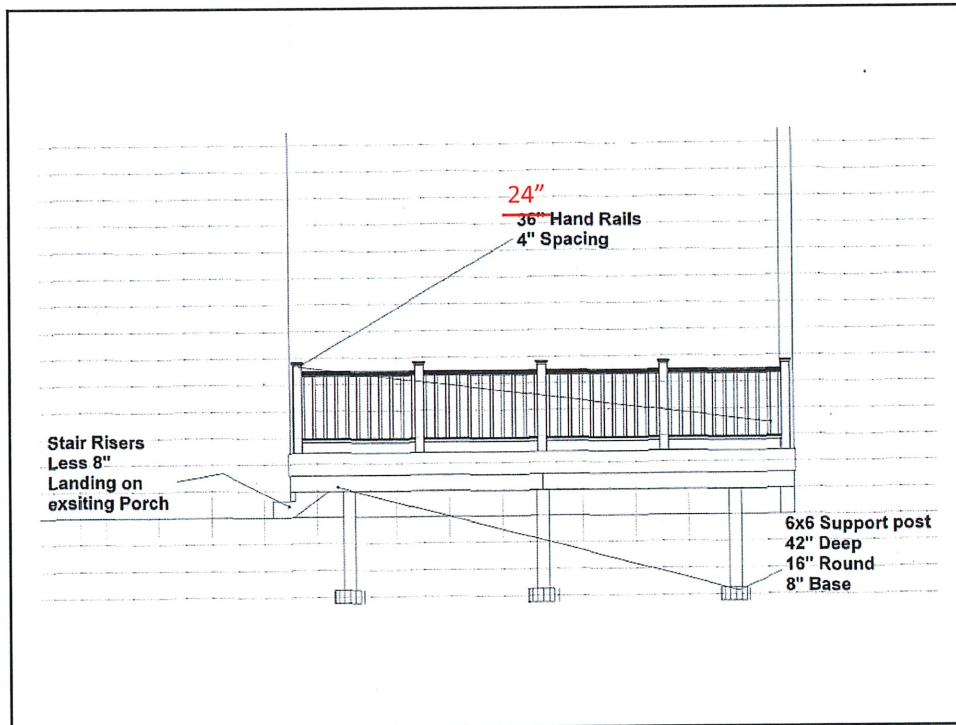 24”
36" Hand Rails
4" Spacing
Stair Risers
Less 8"
Landing on
exsiting Porch
6x6 Support post
42" Deep
16" Round
8" Base